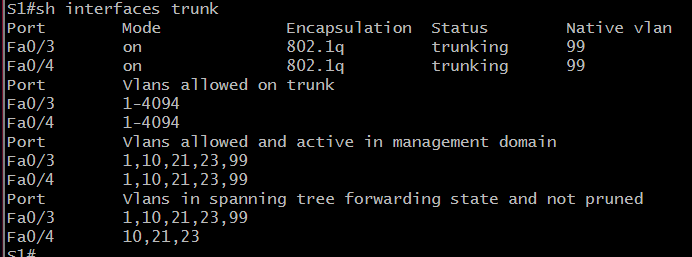 S1#sh interfaces trunk
Port Mode Encapsulation Status Native vlan
Fa0/3 on 802.1q trunking 99
Fa0/4 on 802.1q trunking 99
Port Vlans allowed on trunk
Fa0/3 1-4094
Fa0/4 1-4094
Port Vlans allowed and active in management domain
Fa0/3 1,10,21,23,99
Fa0/4 1,10,21,23,99
Port Vlans in spanning tree forwarding state and not pruned
Fa0/3 1,10,21,23,99
Fa0/4 10,21,23
S1#